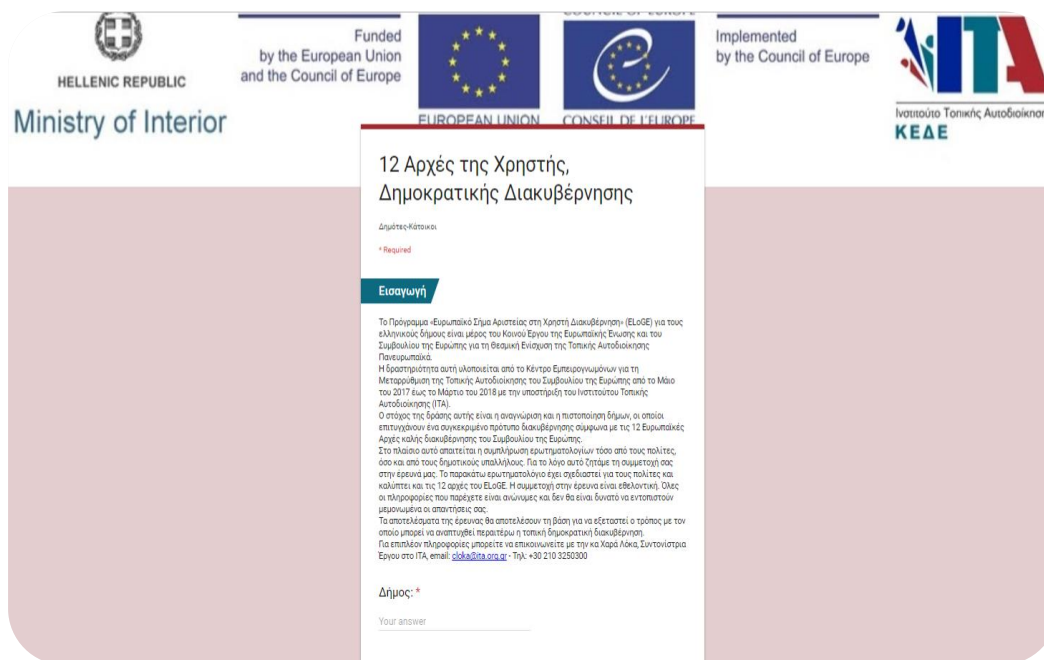 HELLENIC REPUBLIC
Ministry of Interior
Funded
by the European Union
and the Council of Europe
EUROPEAN UNION
COUNCIL OF EUROPE
CONSEIL DE L'EUROPE
Implemented
by the Council of Europe
ITA
Ινστιτούτο Τοπικής Αυτοδιοίκησ
ΚΕΔΕ
12 Αρχές της Χρηστής,
Δημοκρατικής Διακυβέρνησης
Δημότες-Κάτοικοι
* Required
Εισαγωγή
Το Πρόγραμμα «Ευρωπαϊκό Σήμα Αριστείας στη Χρηστή Διακυβέρνηση» (ELoGE) για τους
ελληνικούς δήμους είναι μέρος του Κοινού Έργου της Ευρωπαϊκής Ένωσης και του
Συμβουλίου της Ευρώπης για τη Θεσμική Ενίσχυση της Τοπικής Αυτοδιοίκησης
Πανευρωπαϊκά.
Η δραστηριότητα αυτή υλοποιείται από το Κέντρο Εμπειρογνωμόνων για τη
Μεταρρύθμιση της Τοπικής Αυτοδιοίκησης του Συμβουλίου της Ευρώπης από το Μάιο
του 2017 έως το Μάρτιο του 2018 με την υποστήριξη του Ινστιτούτου Τοπικής
Αυτοδιοίκησης (ITA).
Ο στόχος της δράσης αυτής είναι η αναγνώριση και η πιστοποίηση δήμων, οι οποίοι
επιτυγχάνουν ένα συγκεκριμένο πρότυπο διακυβέρνησης σύμφωνα με τις 12 Ευρωπαϊκές
Αρχές καλής διακυβέρνησης του Συμβουλίου της Ευρώπης.
Στο πλαίσιο αυτό απαιτείται η συμπλήρωση ερωτηματολογίων τόσο από τους πολίτες,
όσο και από τους δημοτικούς υπαλλήλους. Για το λόγο αυτό ζητάμε τη συμμετοχή σας
στην έρευνά μας. Το παρακάτω ερωτηματολόγιο έχει σχεδιαστεί για τους πολίτες και
καλύπτει και τις 12 αρχές του ELoGE. Η συμμετοχή στην έρευνα είναι εθελοντική. Όλες
οι πληροφορίες που παρέχετε είναι ανώνυμες και δεν θα είναι δυνατό να εντοπιστούν
μεμονωμένα οι απαντήσεις σας.
Τα αποτελέσματα της έρευνας θα αποτελέσουν τη βάση για να εξεταστεί ο τρόπος με τον
οποίο μπορεί να αναπτυχθεί περαιτέρω η τοπική δημοκρατική διακυβέρνηση.
Για επιπλέον πληροφορίες μπορείτε να επικοινωνείτε με την κα Χαρά Λόκα, Συντονίστρια
Έργου στο ITA, email: cloka@ita.org.gr - Τηλ: +30 210 3250300
Δήμος: *
Your answer